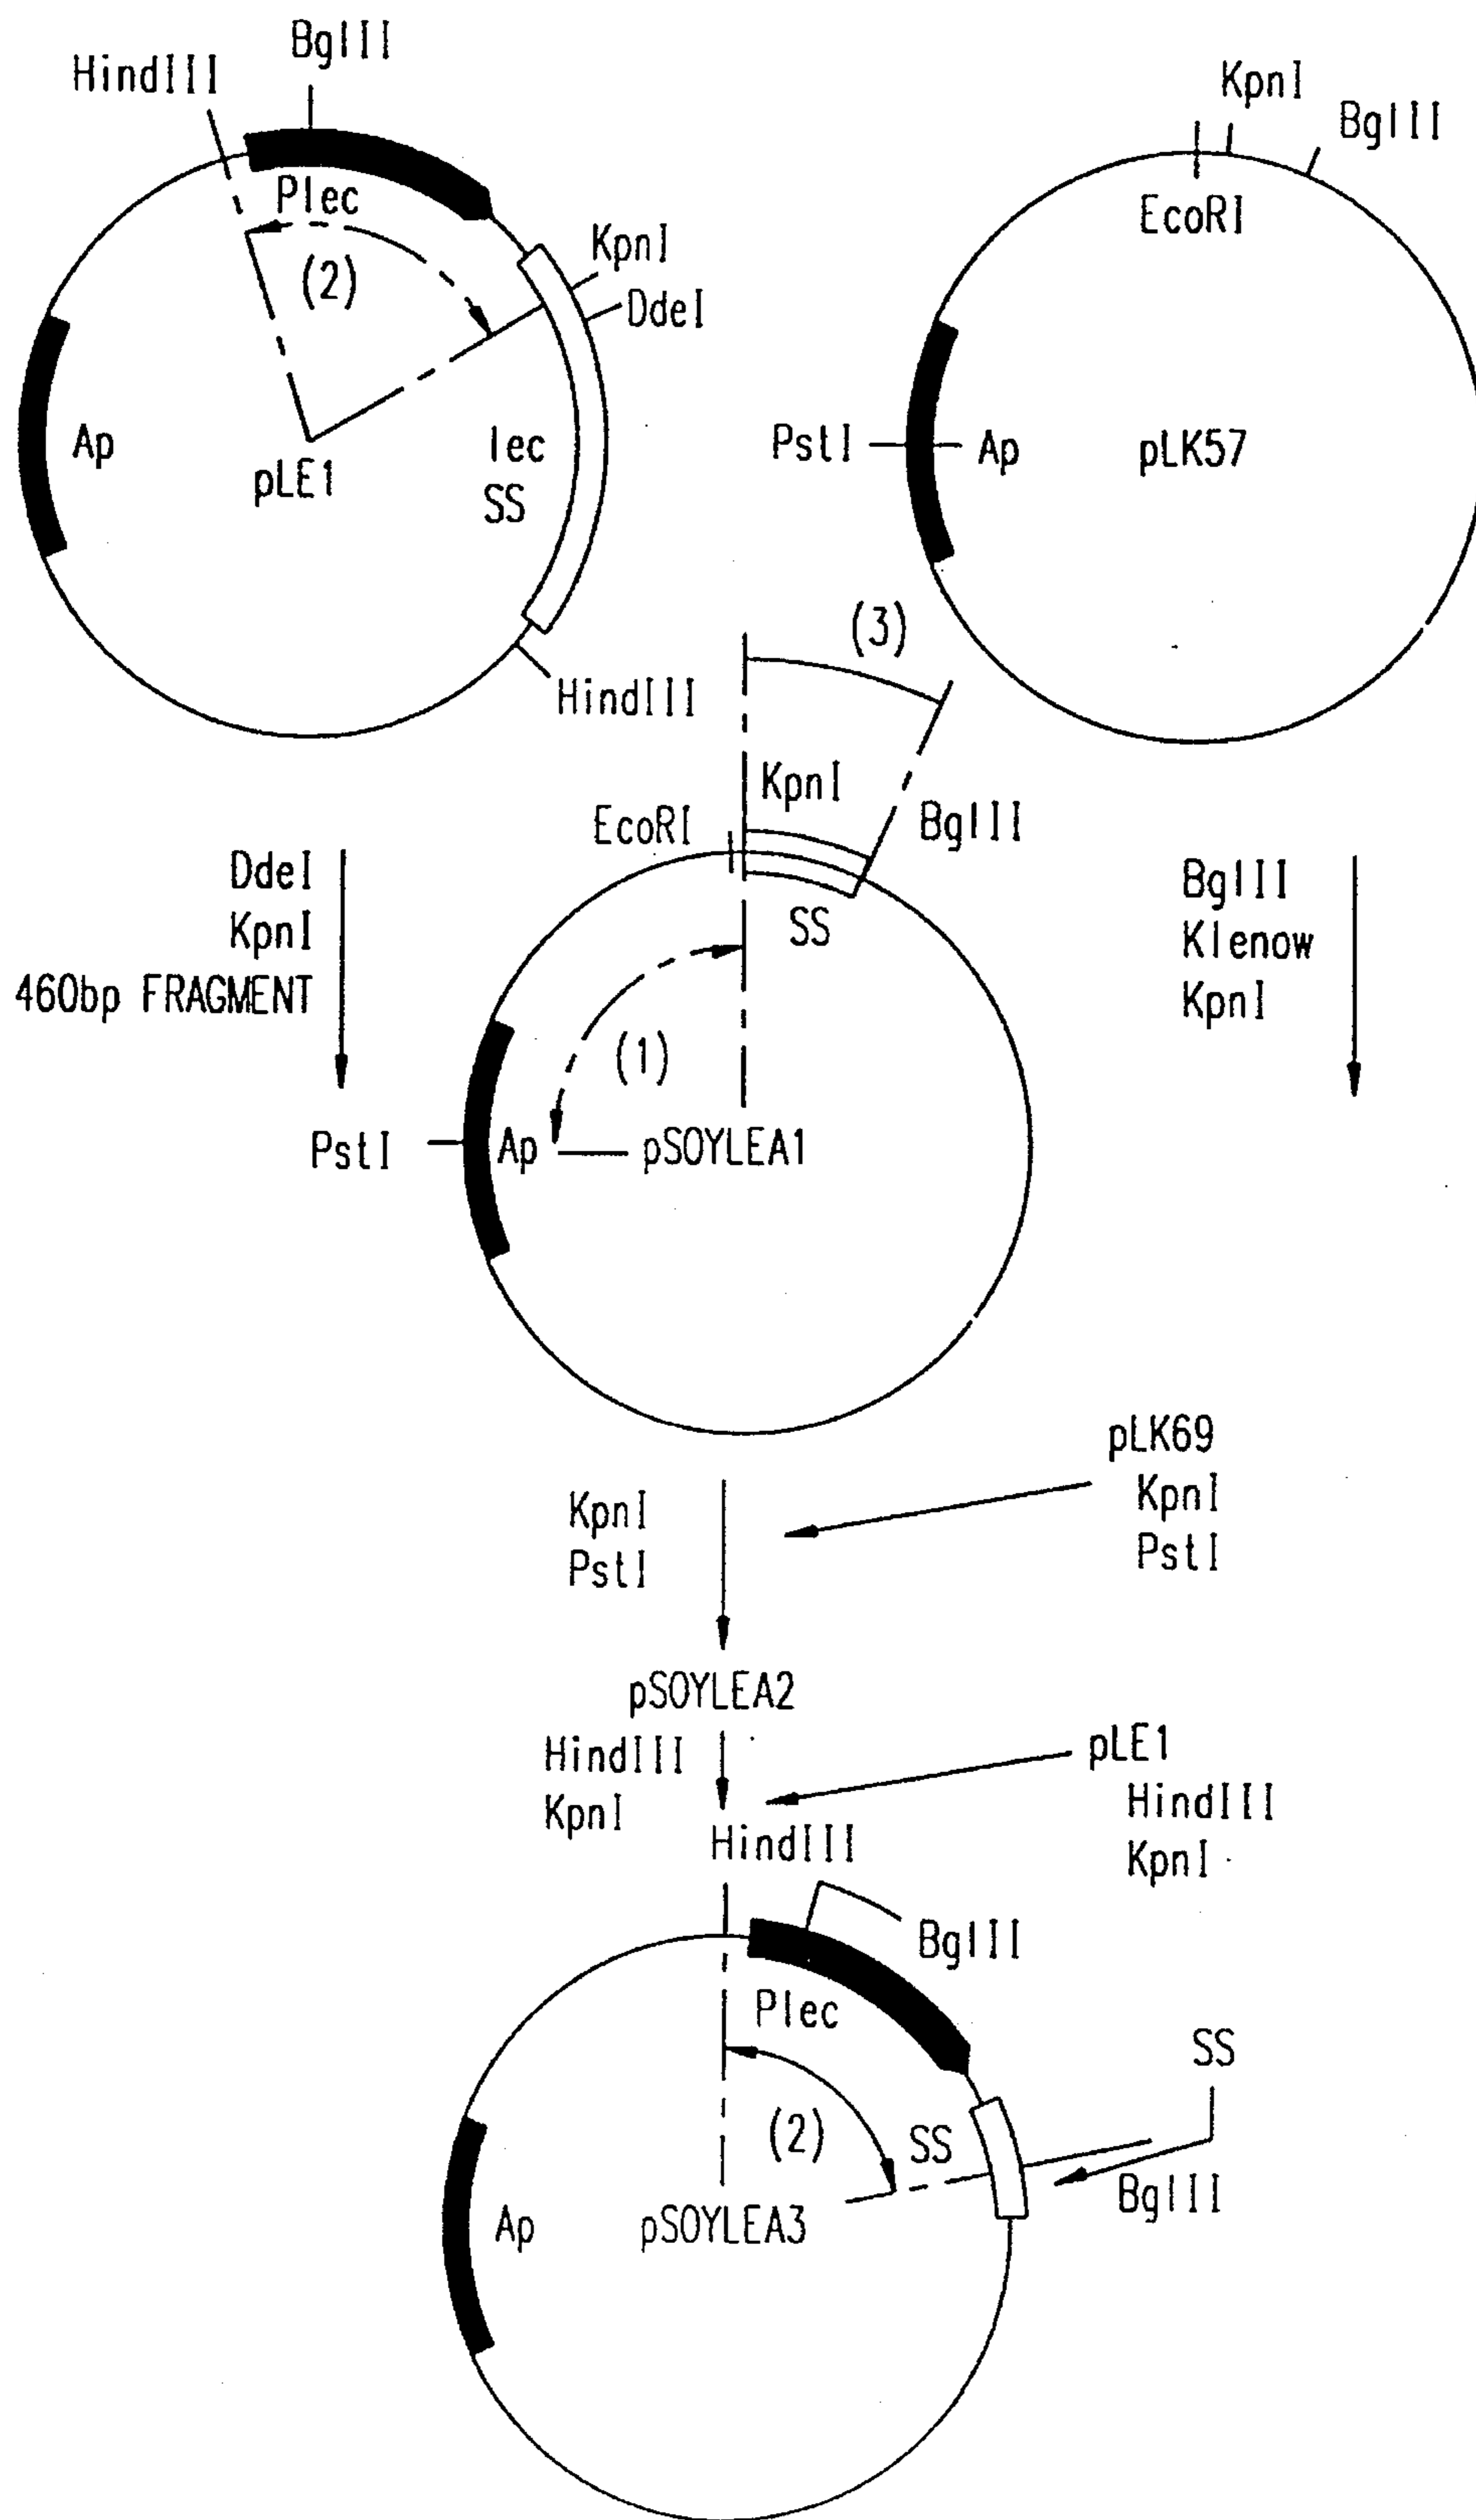 HindIII
BglII
Plec
(2)
KpnI
DdeI
Ap
pLE1
lec
SS
HindIII
KpnI
BglII
EcoRI
PstI
Ap
pLK57
(3)
KpnI
EcoRI
BglII
SS
DdeI
KpnI
460bp FRAGMENT
BglII
Klenow
KpnI
(1)
PstI
Ap
pSOYLEA1
KpnI
PstI
pLK69
KpnI
PstI
pSOYLEA2
HindIII
KpnI
pLE1
HindIII
KpnI
HindIII
BglII
Plec
(2)
SS
SS
BglII
Ap
pSOYLEA3